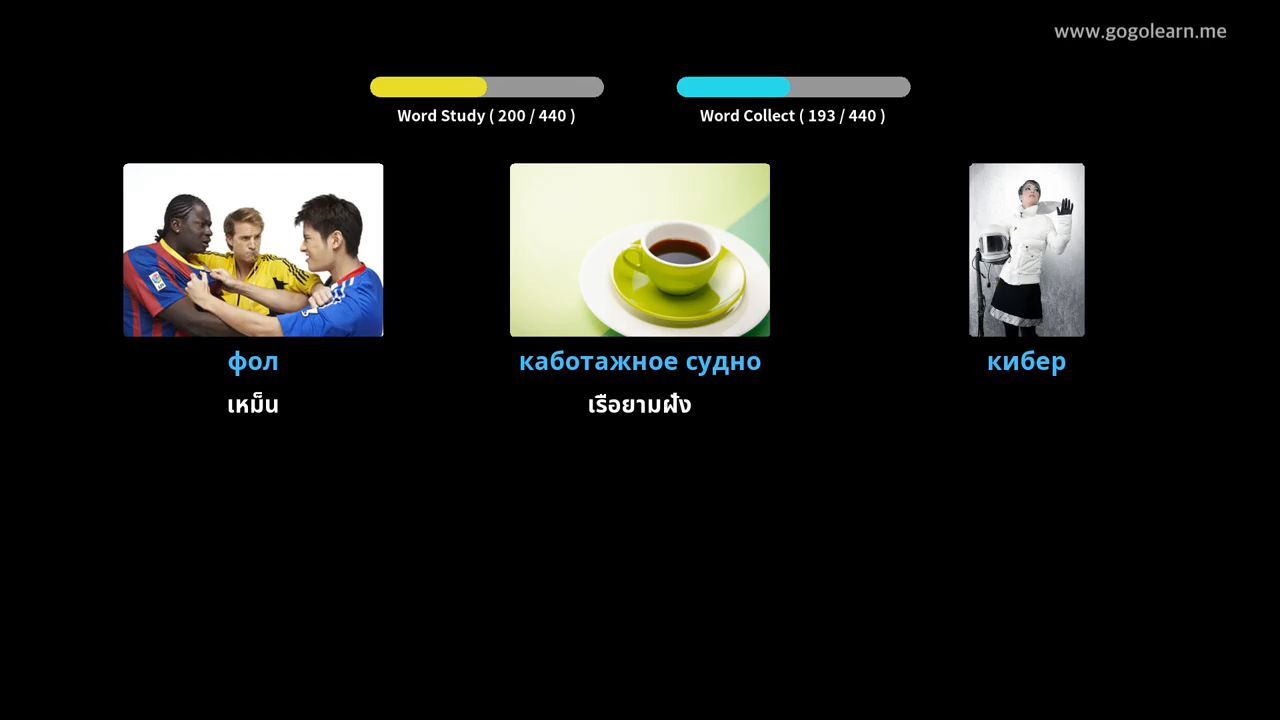 www.gogolearn.me
Word Study ( 200 / 440 )
Word Collect ( 193 / 440 )
фол
каботажное судно
кибер
เหม็น
เรือยามฝั่ง